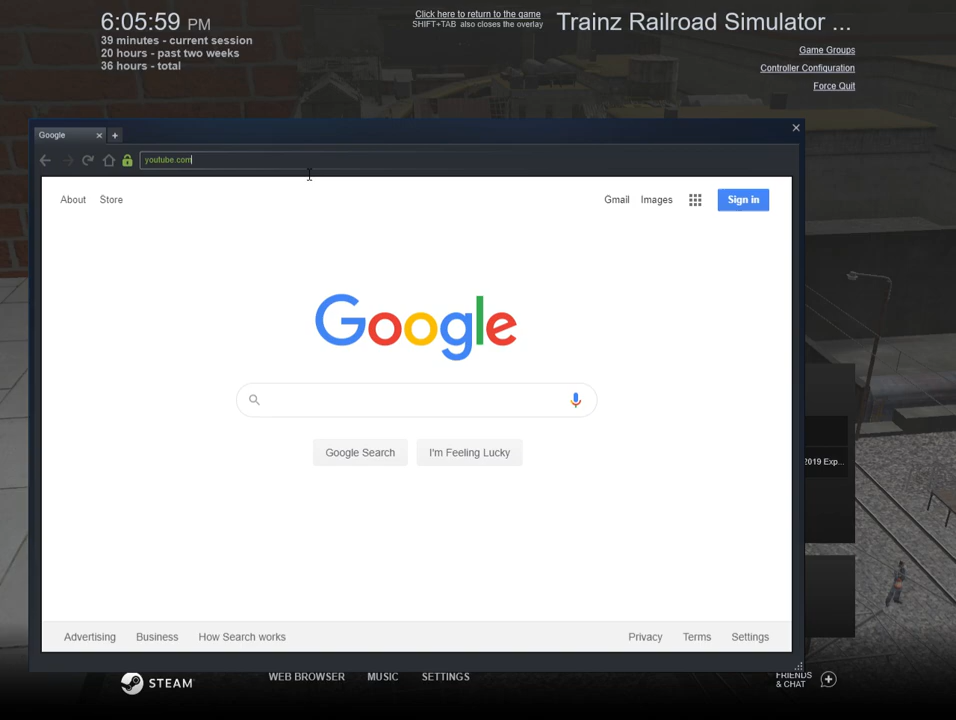 6:05:59 PM
39 minutes - current session
20 hours - past two weeks
36 hours - total
Click here to return to the game
SHIFT+TAB also closes the overlay
Trainz Railroad Simulator ...
Game Groups
Controller Configuration
Force Quit
Google
youtube.com
About Store
Gmail Images Sign in
Google
Google Search I'm Feeling Lucky
2019 Exp...
Advertising Business How Search works
Privacy Terms Settings
STEAM
WEB BROWSER MUSIC SETTINGS
FRIENDS
& CHAT